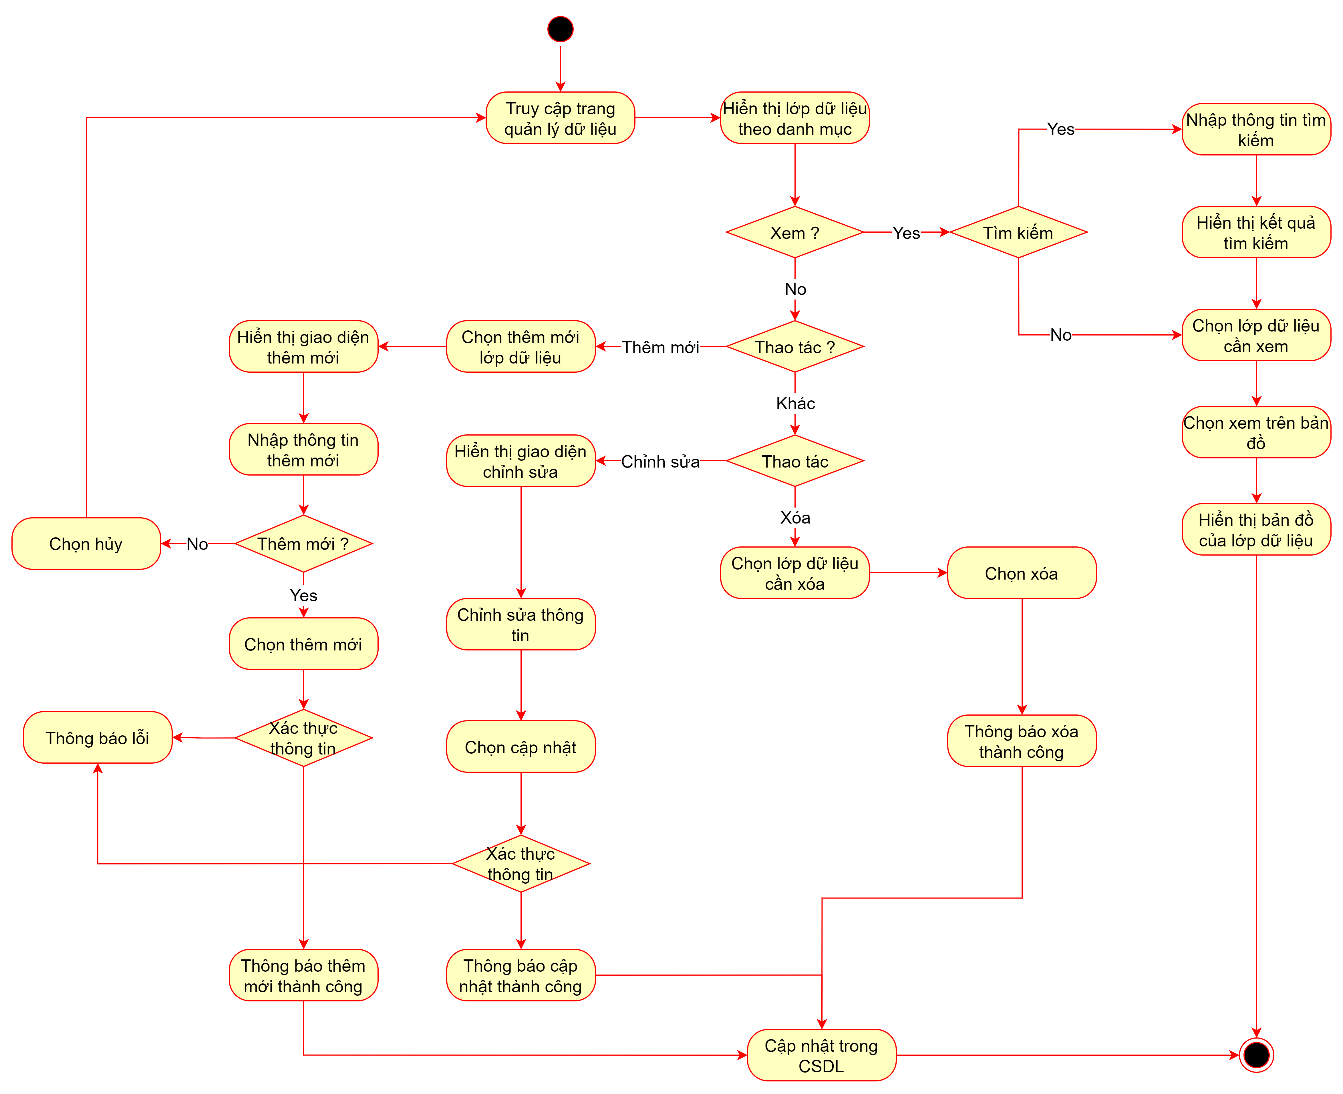 Truy cập trang
quản lý dữ liệu
Hiển thị lớp dữ liệu
theo danh mục
Yes
Nhập thông tin tìm
kiếm
Xem ?
Yes
Tìm kiếm
Hiển thị kết quả
tìm kiếm
No
Hiển thị giao diện
thêm mới
Chọn thêm mới
lớp dữ liệu
Thêm mới
Thao tác ?
No
Chọn lớp dữ liệu
cần xem
Khác
Nhập thông tin
thêm mới
Hiển thị giao diện
chỉnh sửa
Chỉnh sửa
Thao tác
Chọn xem trên bản
đồ
Xóa
Hiển thị bản đồ
của lớp dữ liệu
Chọn hủy
No
Thêm mới ?
Chọn lớp dữ liệu
cần xóa
Chọn xóa
Yes
Chọn thêm mới
Chỉnh sửa thông
tin
Thông báo lỗi
Xác thực
thông tin
Chọn cập nhật
Thông báo xóa
thành công
Xác thực
thông tin
Thông báo thêm
mới thành công
Thông báo cập
nhật thành công
Cập nhật trong
CSDL